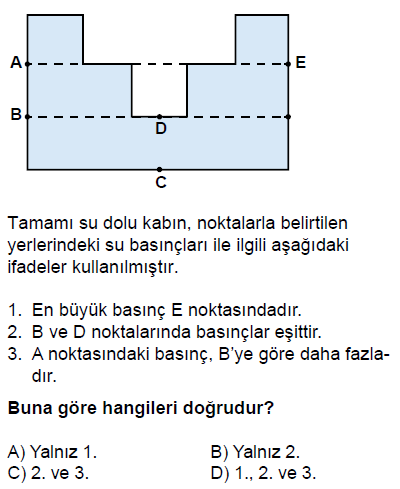 A
E
B
D
C
Tamamı su dolu kabın, noktalarla belirtilen
yerlerindeki su basınçları ile ilgili aşağıdaki
ifadeler kullanılmıştır.
1. En büyük basınç E noktasındadır.
2. B ve D noktalarında basınçlar eşittir.
3. A noktasındaki basınç, B'ye göre daha fazla-
dır.
Buna göre hangileri doğrudur?
A) Yalnız 1. B) Yalnız 2.
C) 2. ve 3. D) 1., 2. ve 3.